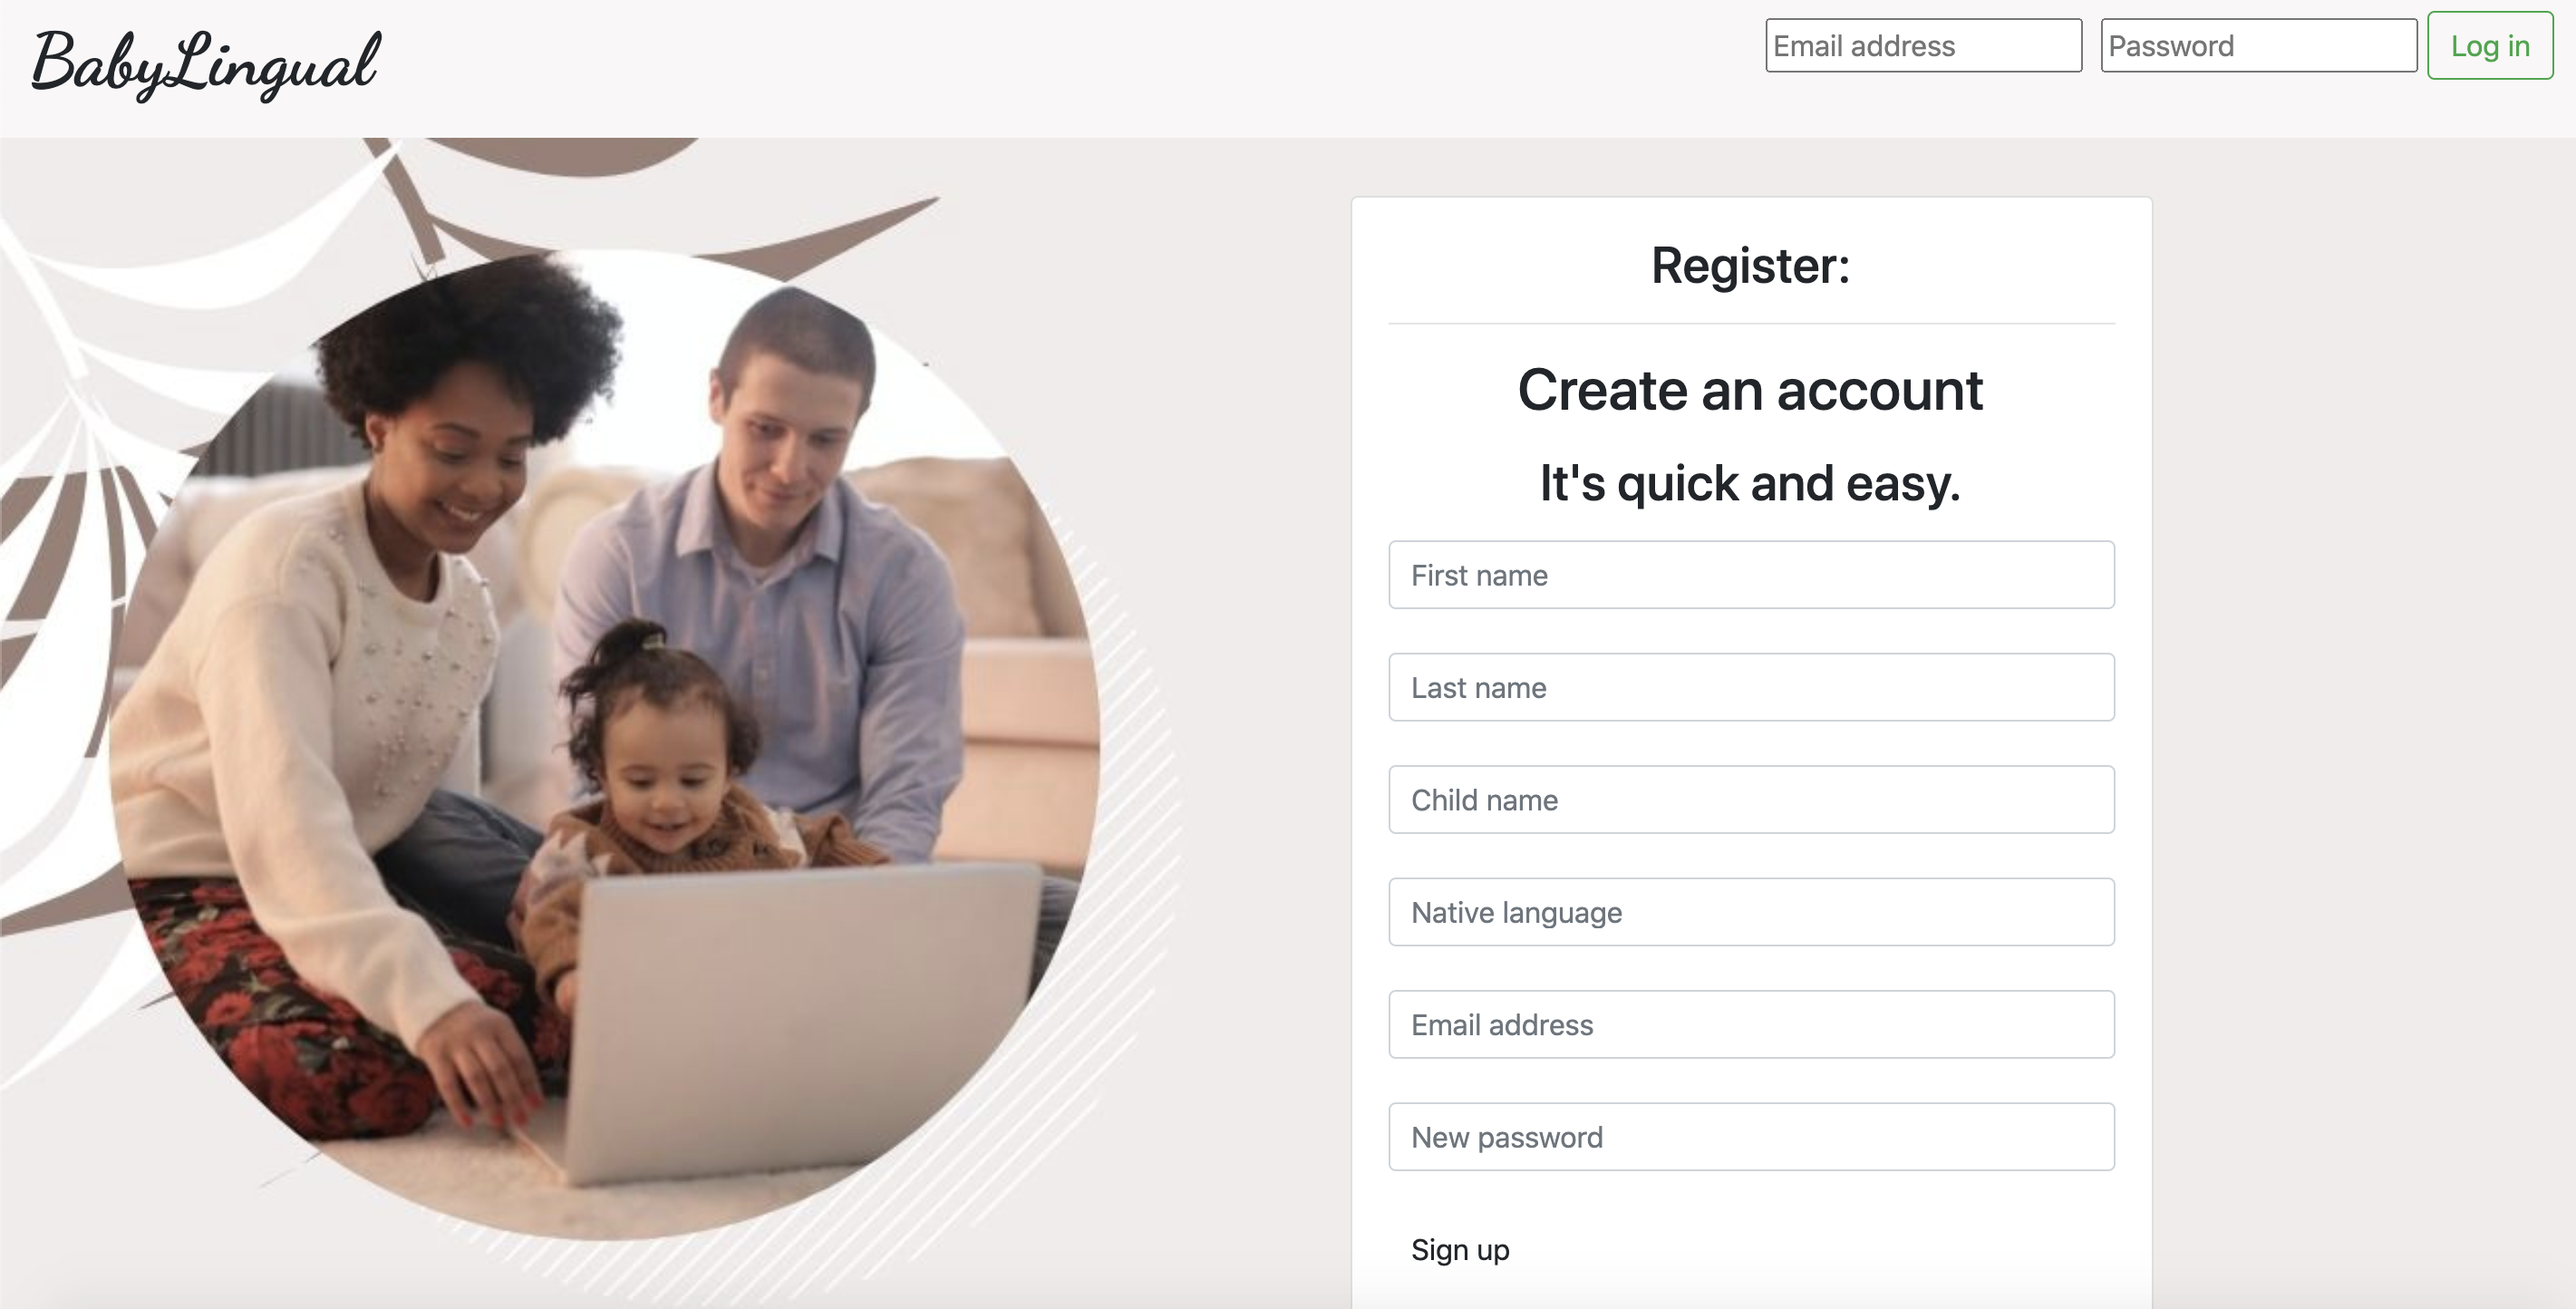 BabyLingual
Email address
Password
Log in
Register:
Create an account
It's quick and easy.
First name
Last name
Child name
Native language
Email address
New password
Sign up